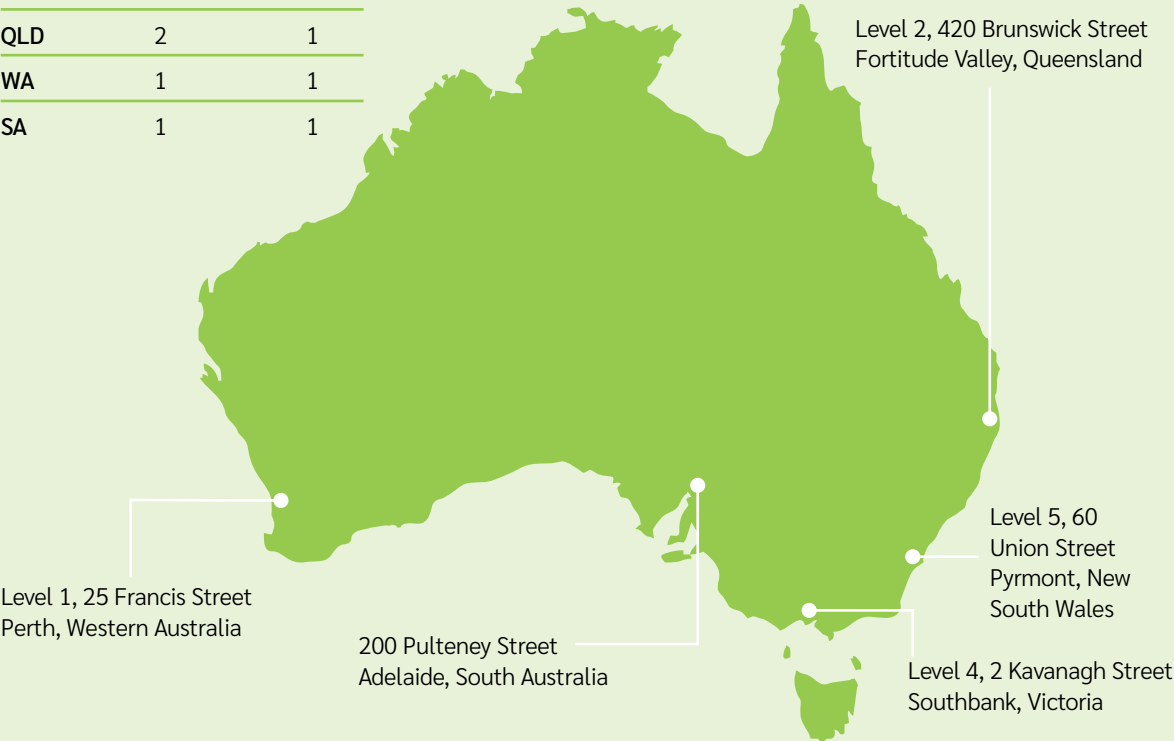 QLD 2 1
WA 1 1
SA 1 1
Level 2, 420 Brunswick Street
Fortitude Valley, Queensland
Level 5, 60
Union Street
Pyrmont, New
South Wales
Level 1, 25 Francis Street
Perth, Western Australia
200 Pulteney Street
Adelaide, South Australia
Level 4, 2 Kavanagh Street
Southbank, Victoria